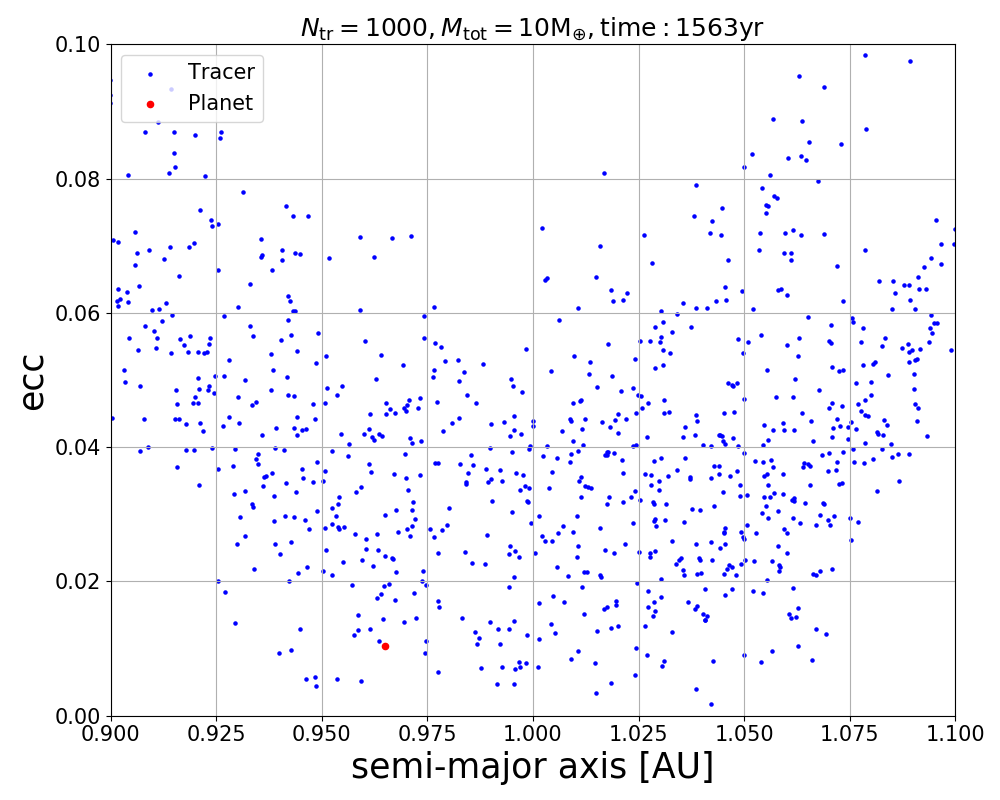 N_tr = 1000, M_tot = 10M_⊕, time : 1563yr
Tracer
Planet
0.10
0.08
0.06
0.04
0.02
0.00
ecc
0.900 0.925 0.950 0.975 1.000 1.025 1.050 1.075 1.100
semi-major axis [AU]